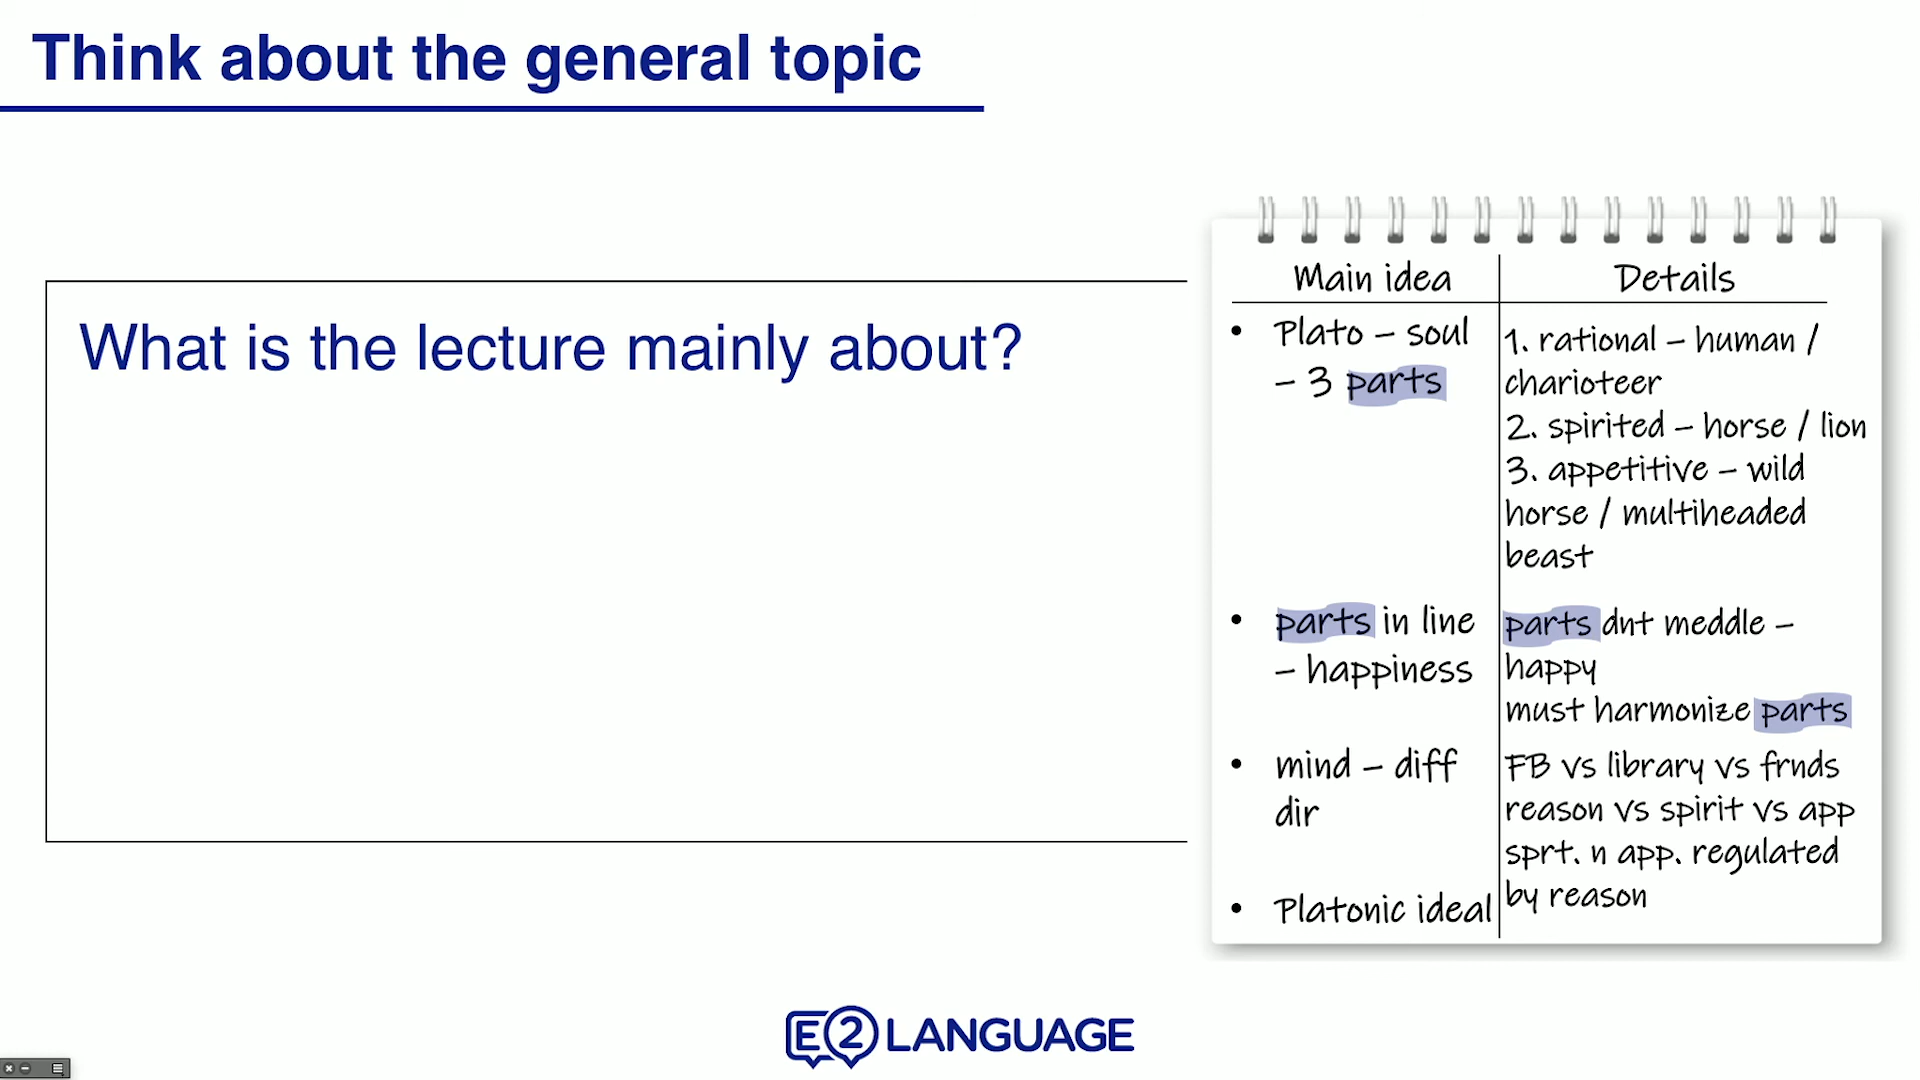 Think about the general topic
What is the lecture mainly about?
Main idea
Details
• Plato – soul
– 3 parts
1. rational – human /
charioteer
2. spirited – horse / lion
3. appetitive – wild
horse / multiheaded
beast
• parts in line
– happiness
parts dnt meddle –
happy
must harmonize parts
• mind – diff
dir
FB vs library vs frnds
reason vs spirit vs app
sprt. n app. regulated
by reason
• Platonic ideal
E2 LANGUAGE